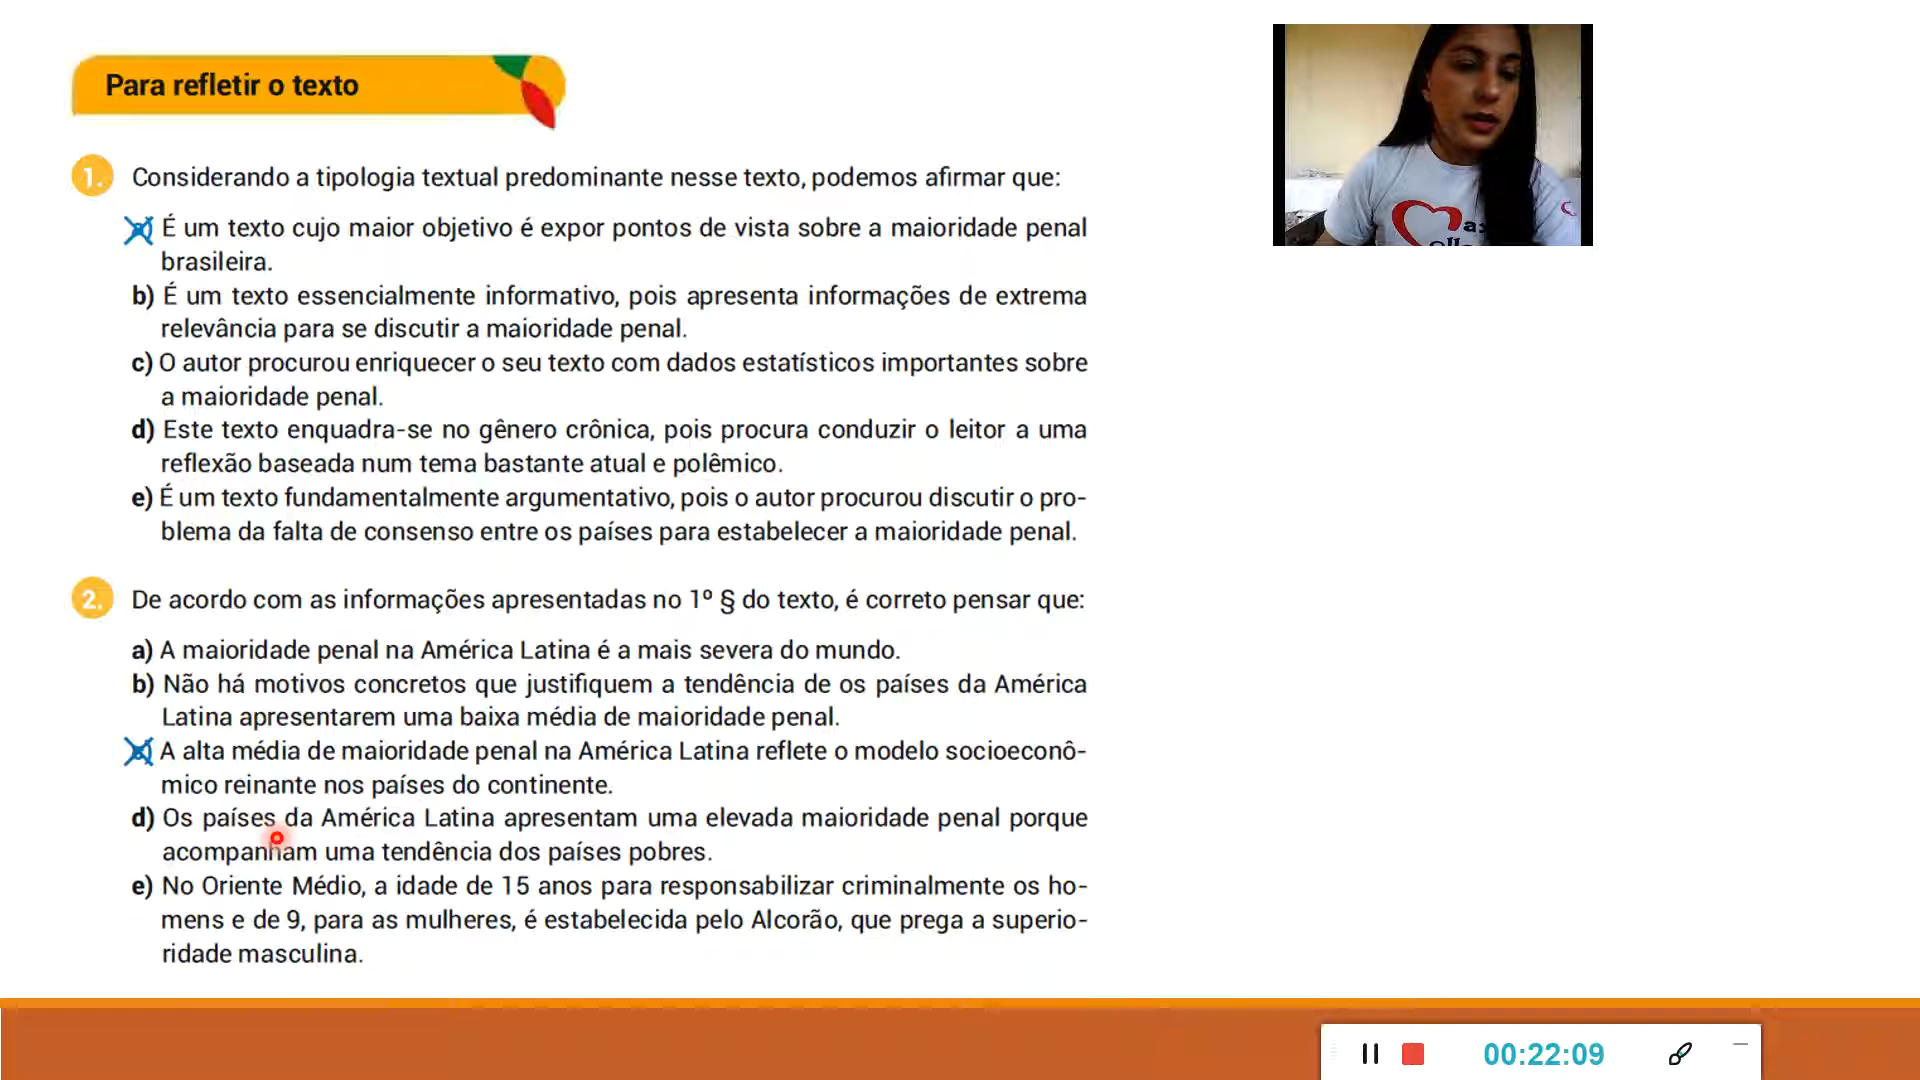 Para refletir o texto
1. Considerando a tipologia textual predominante nesse texto, podemos afirmar que:
É um texto cujo maior objetivo é expor pontos de vista sobre a maioridade penal
brasileira.
b) É um texto essencialmente informativo, pois apresenta informações de extrema
relevância para se discutir a maioridade penal.
c) O autor procurou enriquecer o seu texto com dados estatísticos importantes sobre
a maioridade penal.
d) Este texto enquadra-se no gênero crônica, pois procura conduzir o leitor a uma
reflexão baseada num tema bastante atual e polêmico.
e) É um texto fundamentalmente argumentativo, pois o autor procurou discutir o pro-
blema da falta de consenso entre os países para estabelecer a maioridade penal.
2. De acordo com as informações apresentadas no 1º § do texto, é correto pensar que:
a) A maioridade penal na América Latina é a mais severa do mundo.
b) Não há motivos concretos que justifiquem a tendência de os países da América
Latina apresentarem uma baixa média de maioridade penal.
A alta média de maioridade penal na América Latina reflete o modelo socioeconô-
mico reinante nos países do continente.
d) Os países da América Latina apresentam uma elevada maioridade penal porque
acompanham uma tendência dos países pobres.
e) No Oriente Médio, a idade de 15 anos para responsabilizar criminalmente os ho-
mens e de 9, para as mulheres, é estabelecida pelo Alcorão, que prega a superio-
ridade masculina.
00:22:09